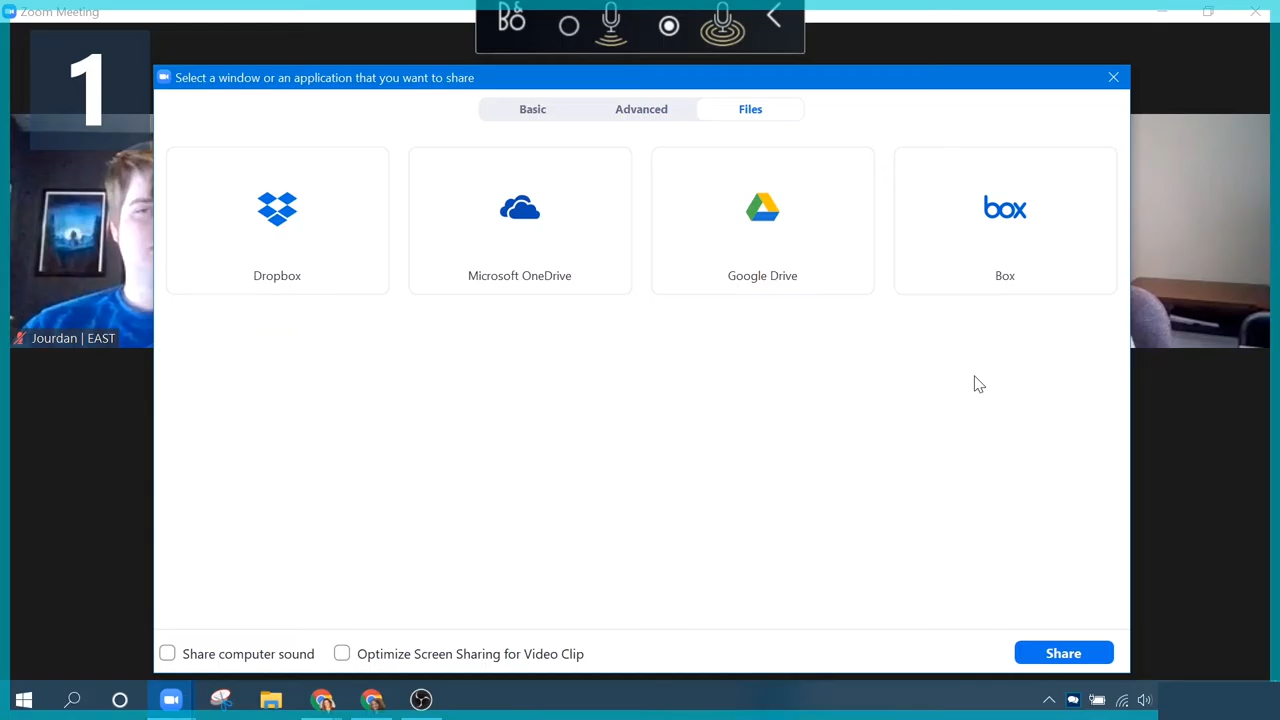 Zoom Meeting
B&O
1
Select a window or an application that you want to share
Basic Advanced Files
box
Dropbox Microsoft OneDrive Google Drive Box
Jourdan | EAST
Share computer sound Optimize Screen Sharing for Video Clip Share